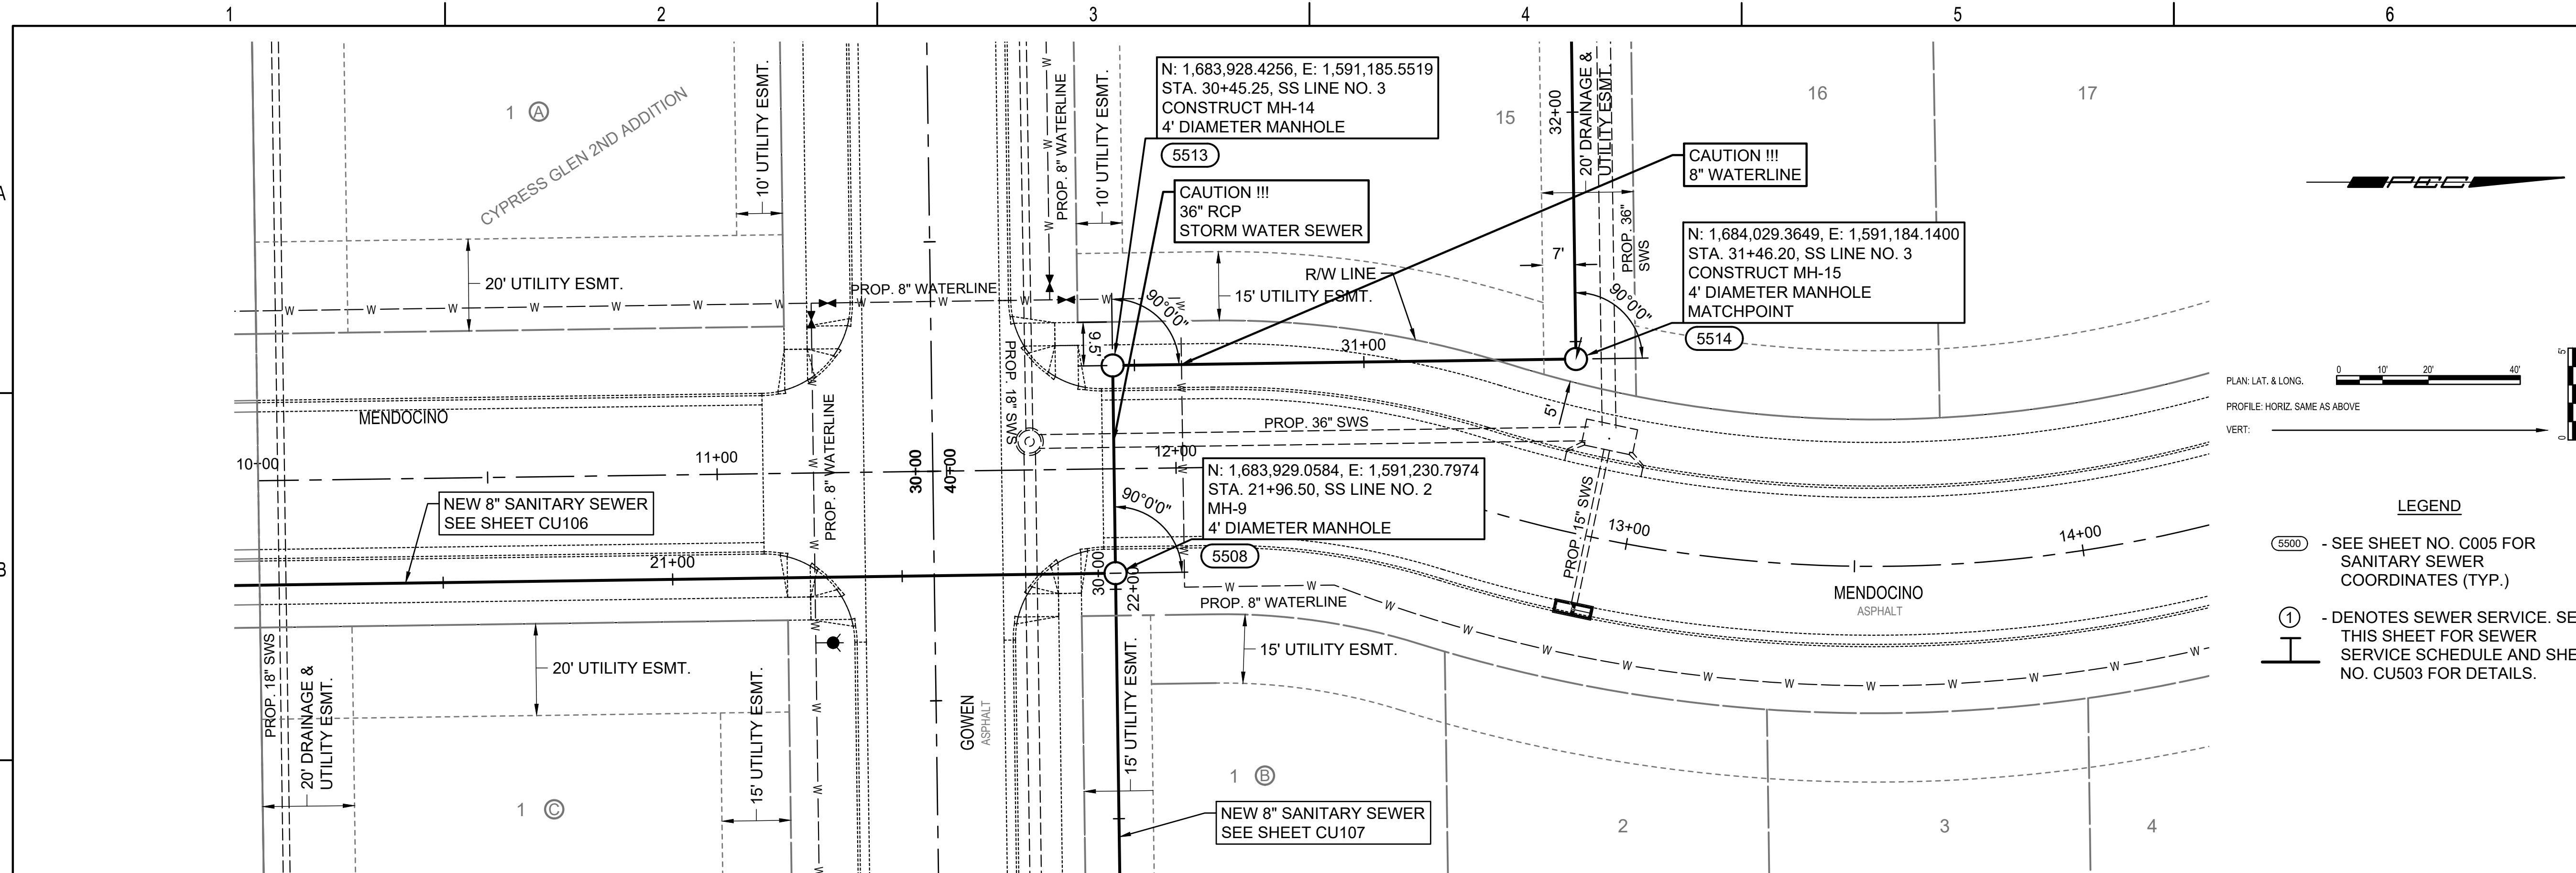 1
2
3
4
5
6
A
B
N: 1,683,928.4256, E: 1,591,185.5519
STA. 30+45.25, SS LINE NO. 3
CONSTRUCT MH-14
4' DIAMETER MANHOLE
5513
CAUTION !!!
36" RCP
STORM WATER SEWER
CAUTION !!!
8" WATERLINE
N: 1,684,029.3649, E: 1,591,184.1400
STA. 31+46.20, SS LINE NO. 3
CONSTRUCT MH-15
4' DIAMETER MANHOLE
MATCHPOINT
5514
1 A
CYPRESS GLEN 2ND ADDITION
10' UTILITY ESMT.
PROP. 8" WATERLINE
10' UTILITY ESMT.
15
32+00
20' DRAINAGE &
UTILITY ESMT.
16
17
7'
PROP. 36"
SWS
R/W LINE
20' UTILITY ESMT.
PROP. 8" WATERLINE
15' UTILITY ESMT.
90°0'0"
90°0'0"
9.5'
31+00
5'
PROP. 18" SWS
MENDOCINO
PROP. 8" WATERLINE
PROP. 36" SWS
10+00
11+00
30+00
40+00
12+00
N: 1,683,929.0584, E: 1,591,230.7974
STA. 21+96.50, SS LINE NO. 2
MH-9
4' DIAMETER MANHOLE
5508
90°0'0"
NEW 8" SANITARY SEWER
SEE SHEET CU106
21+00
30+00
22+00
PROP. 8" WATERLINE
PROP. 15" SWS
13+00
14+00
MENDOCINO
ASPHALT
PROP. 18" SWS
20' DRAINAGE &
UTILITY ESMT.
20' UTILITY ESMT.
15' UTILITY ESMT.
GOWEN
ASPHALT
15' UTILITY ESMT.
15' UTILITY ESMT.
1 C
1 B
NEW 8" SANITARY SEWER
SEE SHEET CU107
2
3
4
PEC
PLAN: LAT. & LONG.
0 10' 20' 40'
PROFILE: HORIZ. SAME AS ABOVE
VERT:
5'
0
LEGEND
5500 - SEE SHEET NO. C005 FOR
SANITARY SEWER
COORDINATES (TYP.)
1 - DENOTES SEWER SERVICE. SE
THIS SHEET FOR SEWER
SERVICE SCHEDULE AND SHE
NO. CU503 FOR DETAILS.